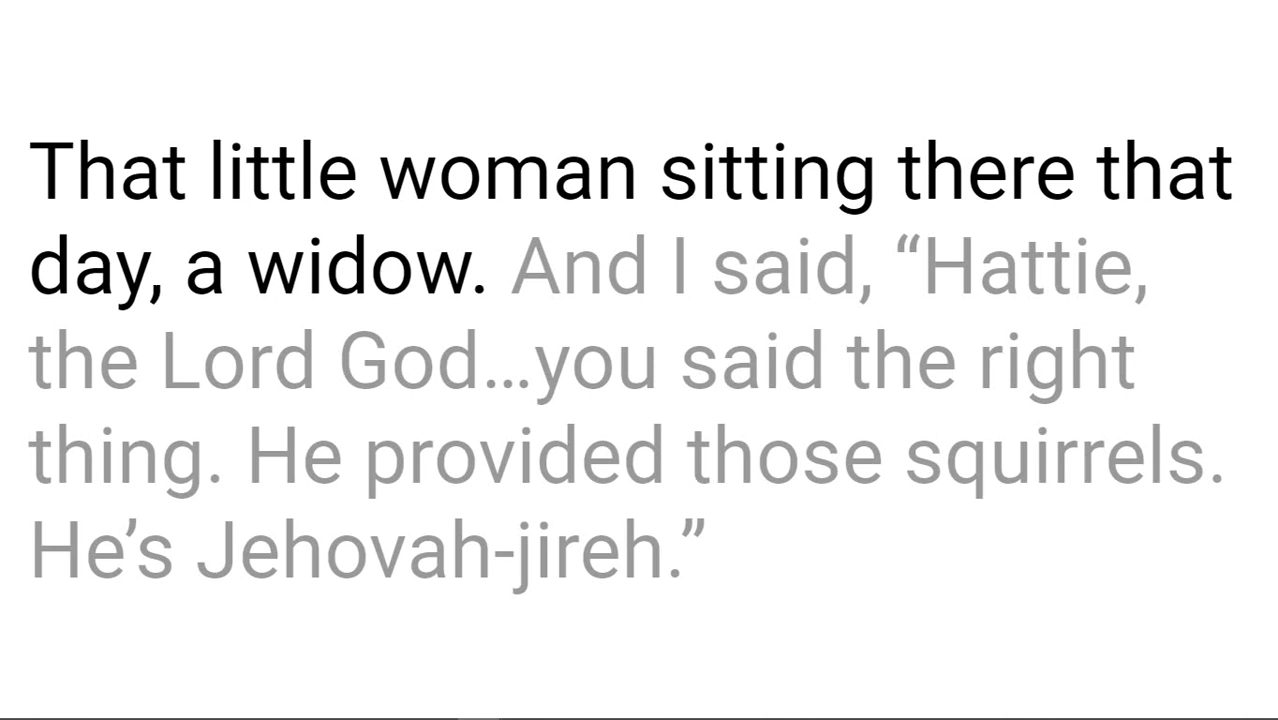 That little woman sitting there that
day, a widow. And I said, “Hattie,
the Lord God…you said the right
thing. He provided those squirrels.
He’s Jehovah-jireh.”